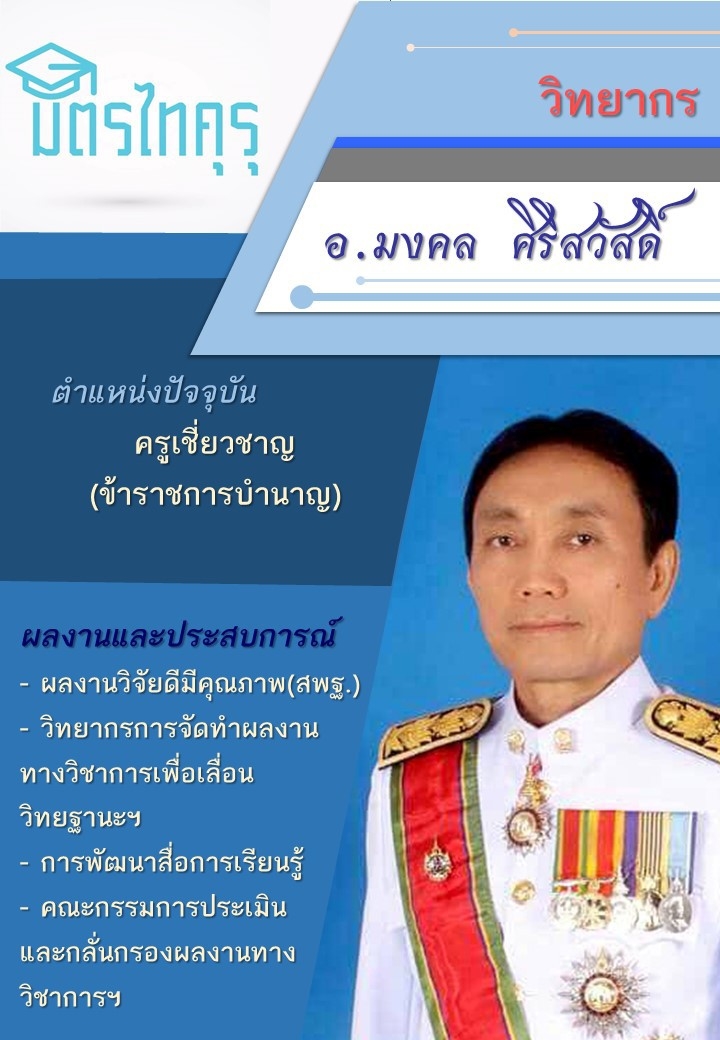 มิตรไทคุรุ
วิทยากร
อ.มงคล ศิริสวัสดิ์
ตำแหน่งปัจจุบัน
ครูเชี่ยวชาญ
(ข้าราชการบำนาญ)
ผลงานและประสบการณ์
- ผลงานวิจัยดีมีคุณภาพ(สพฐ.)
- วิทยากรการจัดทำผลงาน
ทางวิชาการเพื่อเลื่อน
วิทยฐานะฯ
- การพัฒนาสื่อการเรียนรู้
- คณะกรรมการประเมิน
และกลั่นกรองผลงานทาง
วิชาการฯ